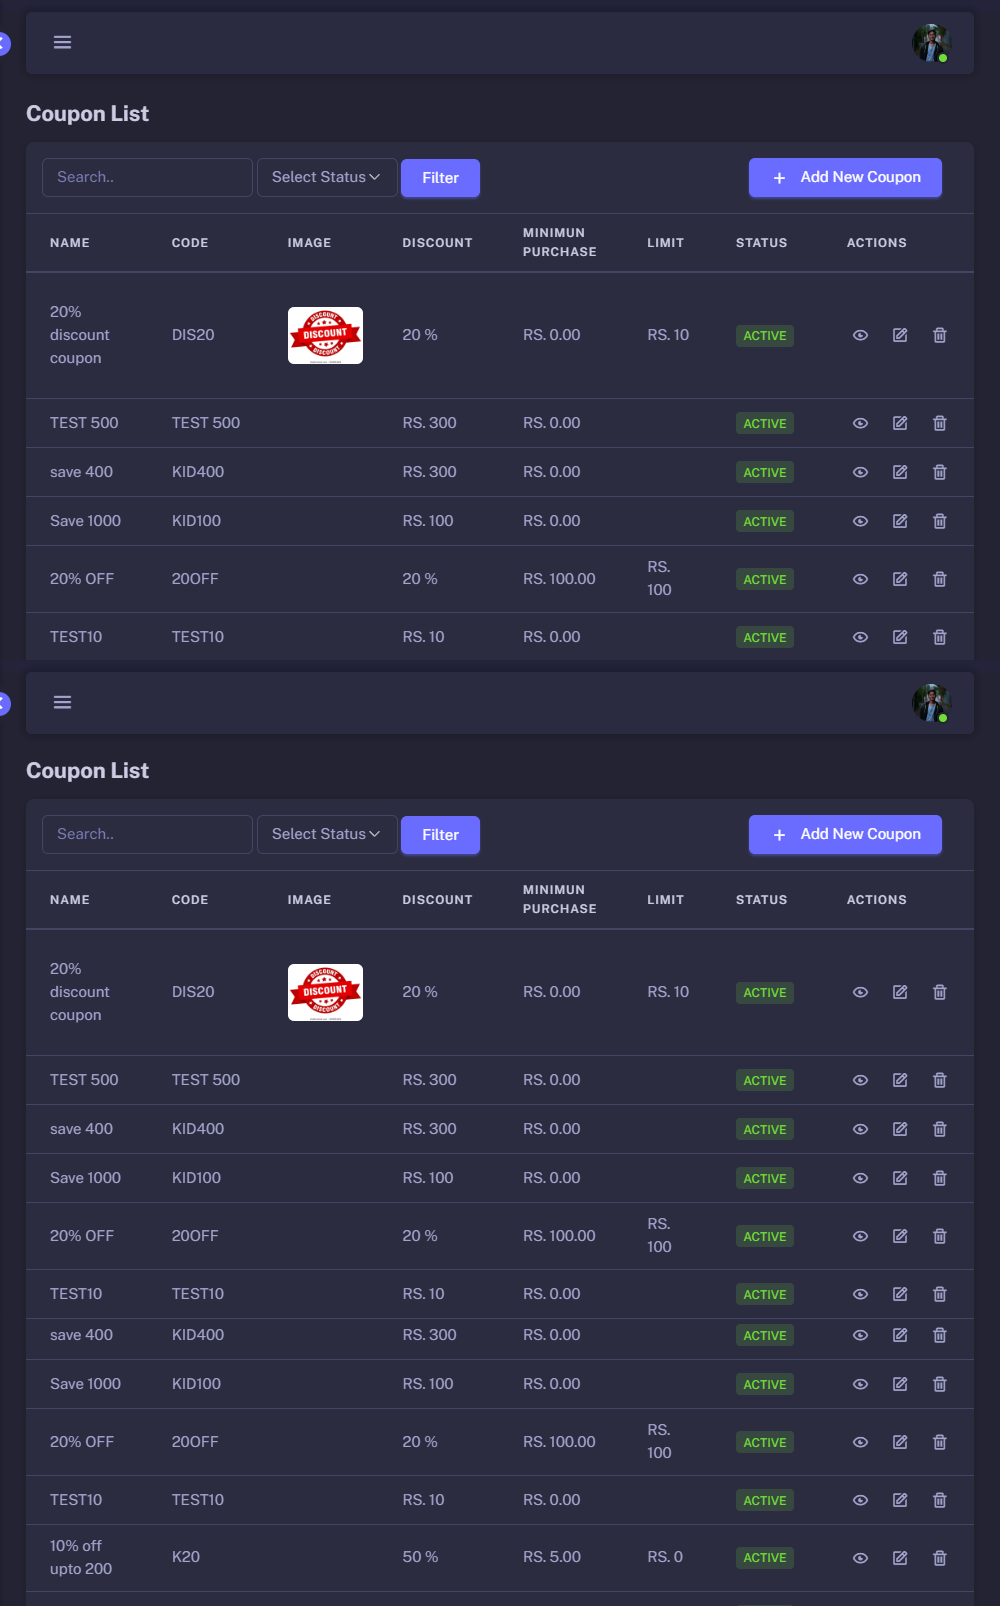 Coupon List
Search.. Select Status Filter + Add New Coupon
NAME CODE IMAGE DISCOUNT MINIMUN PURCHASE LIMIT STATUS ACTIONS
20%
discount
coupon
DIS20 DISCOUNT DISCOUNT DISCOUNT 20 % RS. 0.00 RS. 10 ACTIVE
TEST 500 TEST 500 RS. 300 RS. 0.00 ACTIVE
save 400 KID400 RS. 300 RS. 0.00 ACTIVE
Save 1000 KID100 RS. 100 RS. 0.00 ACTIVE
20% OFF 20OFF 20 % RS. 100.00 RS. 100 ACTIVE
TEST10 TEST10 RS. 10 RS. 0.00 ACTIVE
Coupon List
Search.. Select Status Filter + Add New Coupon
NAME CODE IMAGE DISCOUNT MINIMUN PURCHASE LIMIT STATUS ACTIONS
20%
discount
coupon
DIS20 DISCOUNT DISCOUNT DISCOUNT 20 % RS. 0.00 RS. 10 ACTIVE
TEST 500 TEST 500 RS. 300 RS. 0.00 ACTIVE
save 400 KID400 RS. 300 RS. 0.00 ACTIVE
Save 1000 KID100 RS. 100 RS. 0.00 ACTIVE
20% OFF 20OFF 20 % RS. 100.00 RS. 100 ACTIVE
TEST10 TEST10 RS. 10 RS. 0.00 ACTIVE
save 400 KID400 RS. 300 RS. 0.00 ACTIVE
Save 1000 KID100 RS. 100 RS. 0.00 ACTIVE
20% OFF 20OFF 20 % RS. 100.00 RS. 100 ACTIVE
TEST10 TEST10 RS. 10 RS. 0.00 ACTIVE
10% off
upto 200
K20 50 % RS. 5.00 RS. 0 ACTIVE